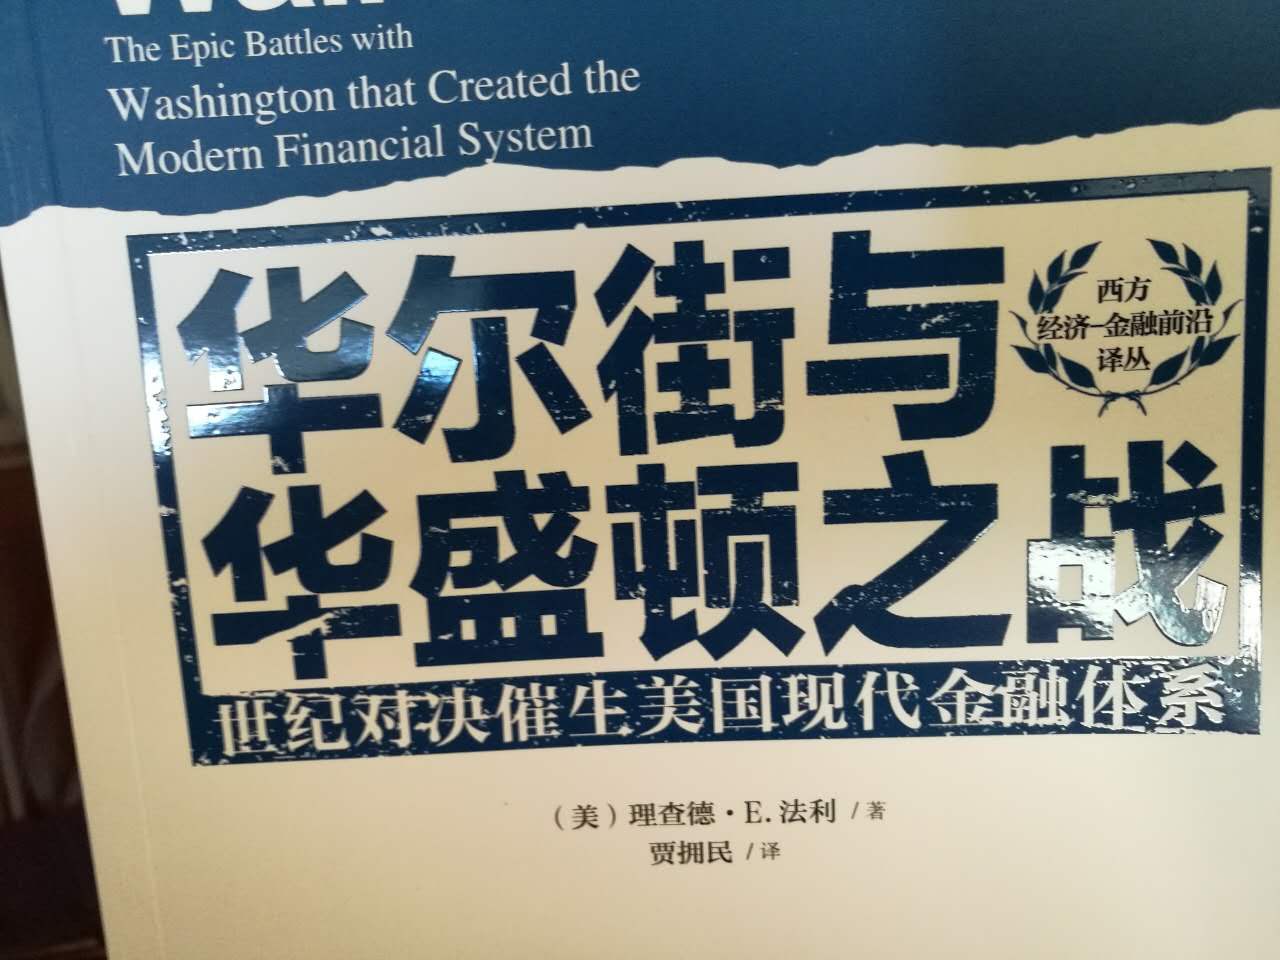 The Epic Battles with
Washington that Created the
Modern Financial System
华尔街与
西方
经济-金融前沿
译丛
华盛顿之战
世纪对决催生美国现代金融体系
（美）理查德·E.法利 / 著
贾拥民 / 译